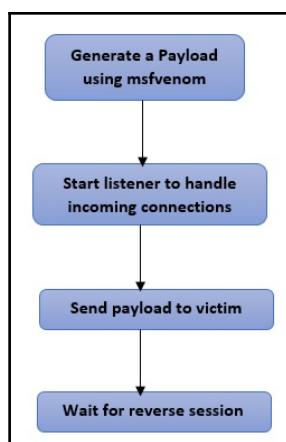 Generate a Payload
using msfvenom
Start listener to handle
incoming connections
Send payload to victim
Wait for reverse session